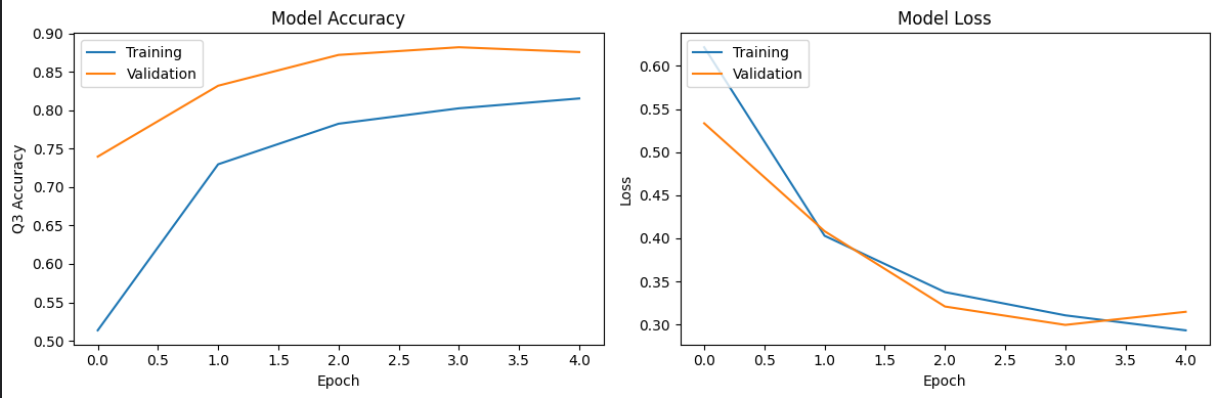 Model Accuracy
Training
Validation
0.90
0.85
0.80
0.75
0.70
0.65
0.60
0.55
0.50
Q3 Accuracy
0.0 0.5 1.0 1.5 2.0 2.5 3.0 3.5 4.0
Epoch
Model Loss
Training
Validation
0.60
0.55
0.50
0.45
0.40
0.35
0.30
Loss
0.0 0.5 1.0 1.5 2.0 2.5 3.0 3.5 4.0
Epoch